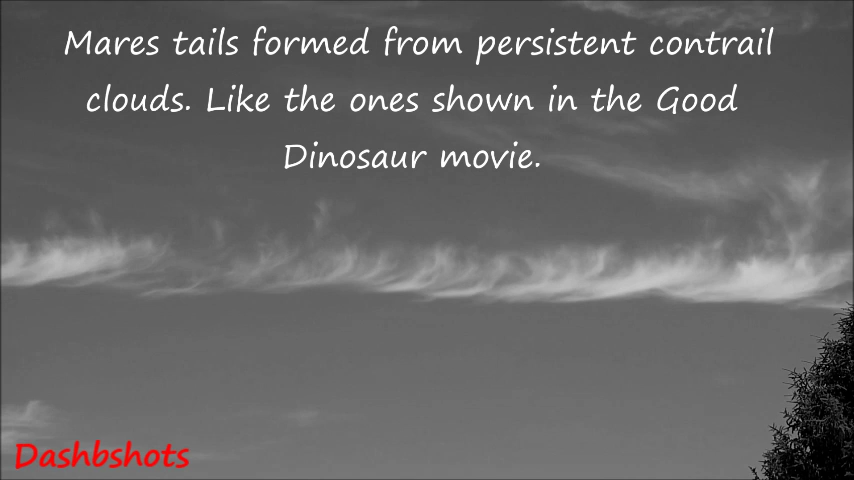 Mares tails formed from persistent contrail
clouds. Like the ones shown in the Good
Dinosaur movie.
Dashbshots